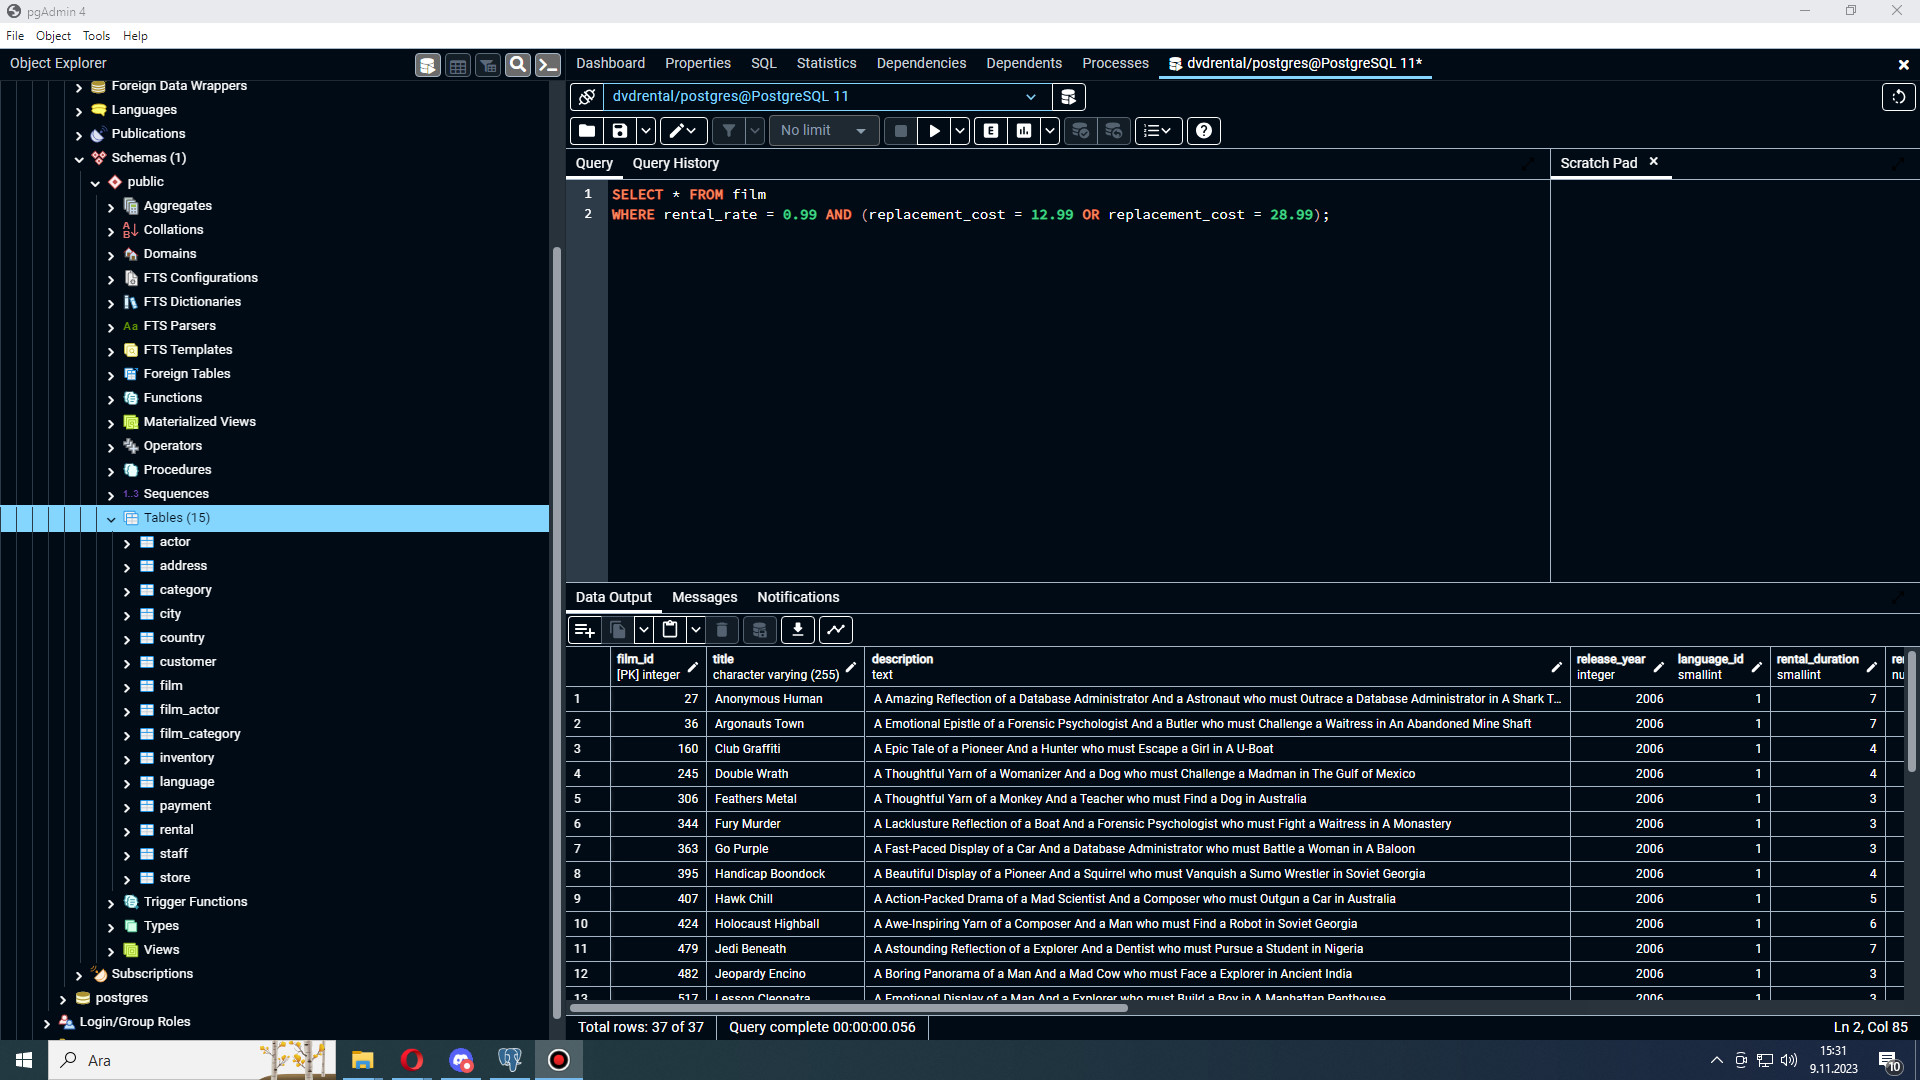 pgAdmin 4
File Object Tools Help
Object Explorer
Dashboard Properties SQL Statistics Dependencies Dependents Processes dvdrental/postgres@PostgreSQL 11*
Foreign Data Wrappers
Languages
Publications
Schemas (1)
public
Aggregates
Collations
Domains
FTS Configurations
FTS Dictionaries
Aa FTS Parsers
FTS Templates
Foreign Tables
Functions
Materialized Views
Operators
Procedures
1..3 Sequences
Tables (15)
actor
address
category
city
country
customer
film
film_actor
film_category
inventory
language
payment
rental
staff
store
Trigger Functions
Types
Views
Subscriptions
postgres
Login/Group Roles
dvdrental/postgres@PostgreSQL 11
No limit
E
Query Query History
Scratch Pad
1 SELECT * FROM film
2 WHERE rental_rate = 0.99 AND (replacement_cost = 12.99 OR replacement_cost = 28.99);
Data Output Messages Notifications
film_id title description release_year language_id rental_duration
[PK] integer character varying (255) text integer smallint smallint
1 27 Anonymous Human A Amazing Reflection of a Database Administrator And a Astronaut who must Outrace a Database Administrator in A Shark T... 2006 1 7
2 36 Argonauts Town A Emotional Epistle of a Forensic Psychologist And a Butler who must Challenge a Waitress in An Abandoned Mine Shaft 2006 1 7
3 160 Club Graffiti A Epic Tale of a Pioneer And a Hunter who must Escape a Girl in A U-Boat 2006 1 4
4 245 Double Wrath A Thoughtful Yarn of a Womanizer And a Dog who must Challenge a Madman in The Gulf of Mexico 2006 1 4
5 306 Feathers Metal A Thoughtful Yarn of a Monkey And a Teacher who must Find a Dog in Australia 2006 1 3
6 344 Fury Murder A Lacklusture Reflection of a Boat And a Forensic Psychologist who must Fight a Waitress in A Monastery 2006 1 3
7 363 Go Purple A Fast-Paced Display of a Car And a Database Administrator who must Battle a Woman in A Baloon 2006 1 3
8 395 Handicap Boondock A Beautiful Display of a Pioneer And a Squirrel who must Vanquish a Sumo Wrestler in Soviet Georgia 2006 1 4
9 407 Hawk Chill A Action-Packed Drama of a Mad Scientist And a Composer who must Outgun a Car in Australia 2006 1 5
10 424 Holocaust Highball A Awe-Inspiring Yarn of a Composer And a Man who must Find a Robot in Soviet Georgia 2006 1 6
11 479 Jedi Beneath A Astounding Reflection of a Explorer And a Dentist who must Pursue a Student in Nigeria 2006 1 7
12 482 Jeopardy Encino A Boring Panorama of a Man And a Mad Cow who must Face a Explorer in Ancient India 2006 1 3
13 517 Lesson Cleopatra A Emotional Display of a Man And a Explorer who must Build a Boy in A Manhattan Penthouse 2006 1 3
Total rows: 37 of 37 Query complete 00:00:00.056
Ln 2, Col 85
Ara
15:31
9.11.2023
10